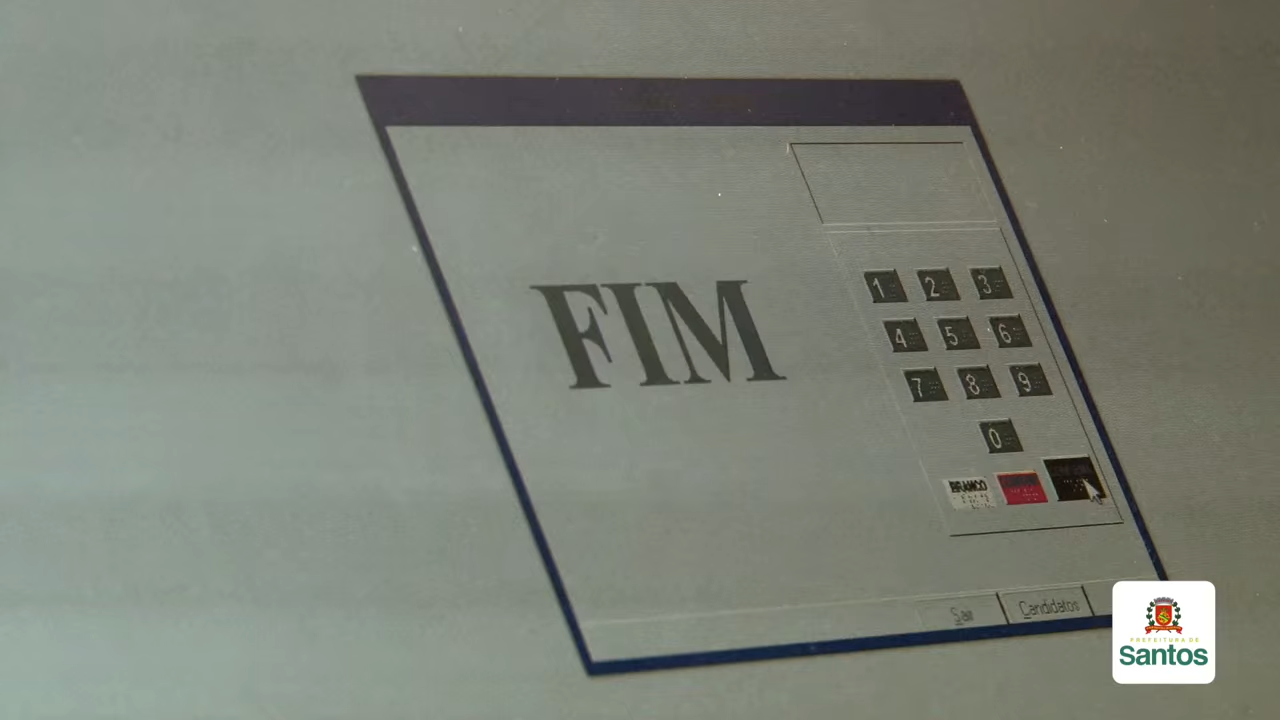 FIM
1 2 3
4 5 6
7 8 9
0
BRANCO
Sair
Candidatos
PREFEITURA DE
Santos